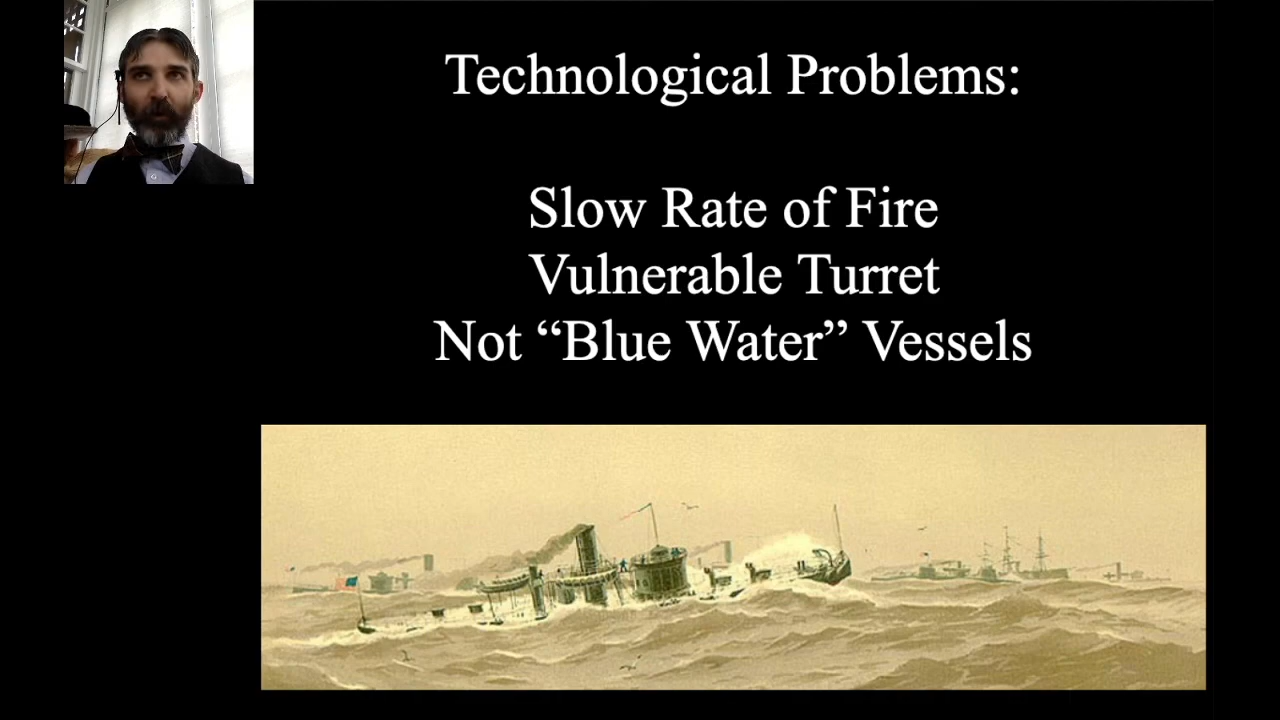 Technological Problems:
Slow Rate of Fire
Vulnerable Turret
Not “Blue Water” Vessels